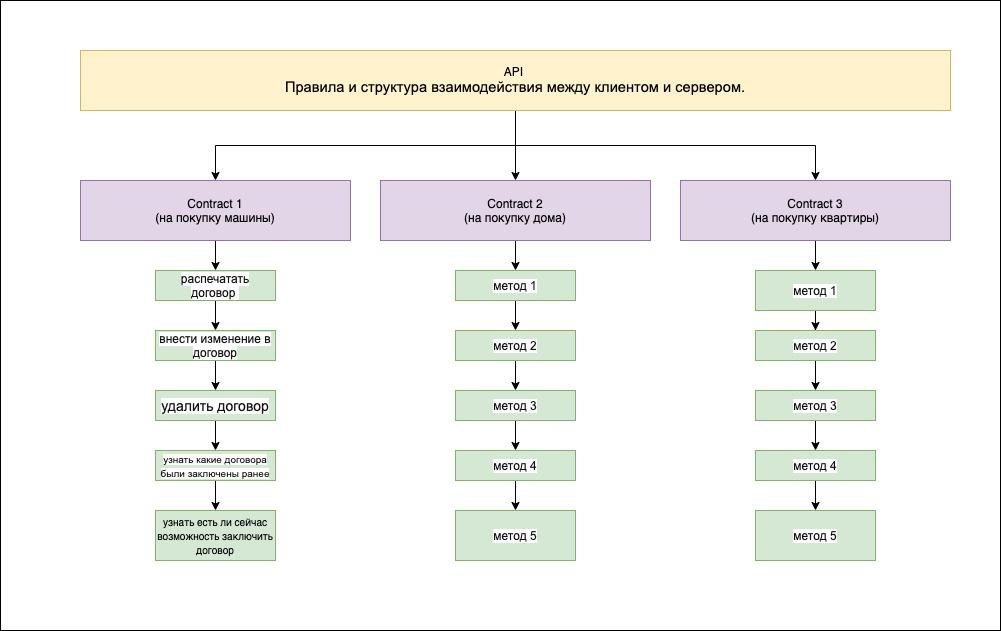 API
Правила и структура взаимодействия между клиентом и сервером.
Contract 1
(на покупку машины)
Contract 2
(на покупку дома)
Contract 3
(на покупку квартиры)
распечатать
договор
метод 1
метод 1
внести изменение в
договор
метод 2
метод 2
удалить договор
метод 3
метод 3
узнать какие договора
были заключены ранее
метод 4
метод 4
узнать есть ли сейчас
возможность заключить
договор
метод 5
метод 5